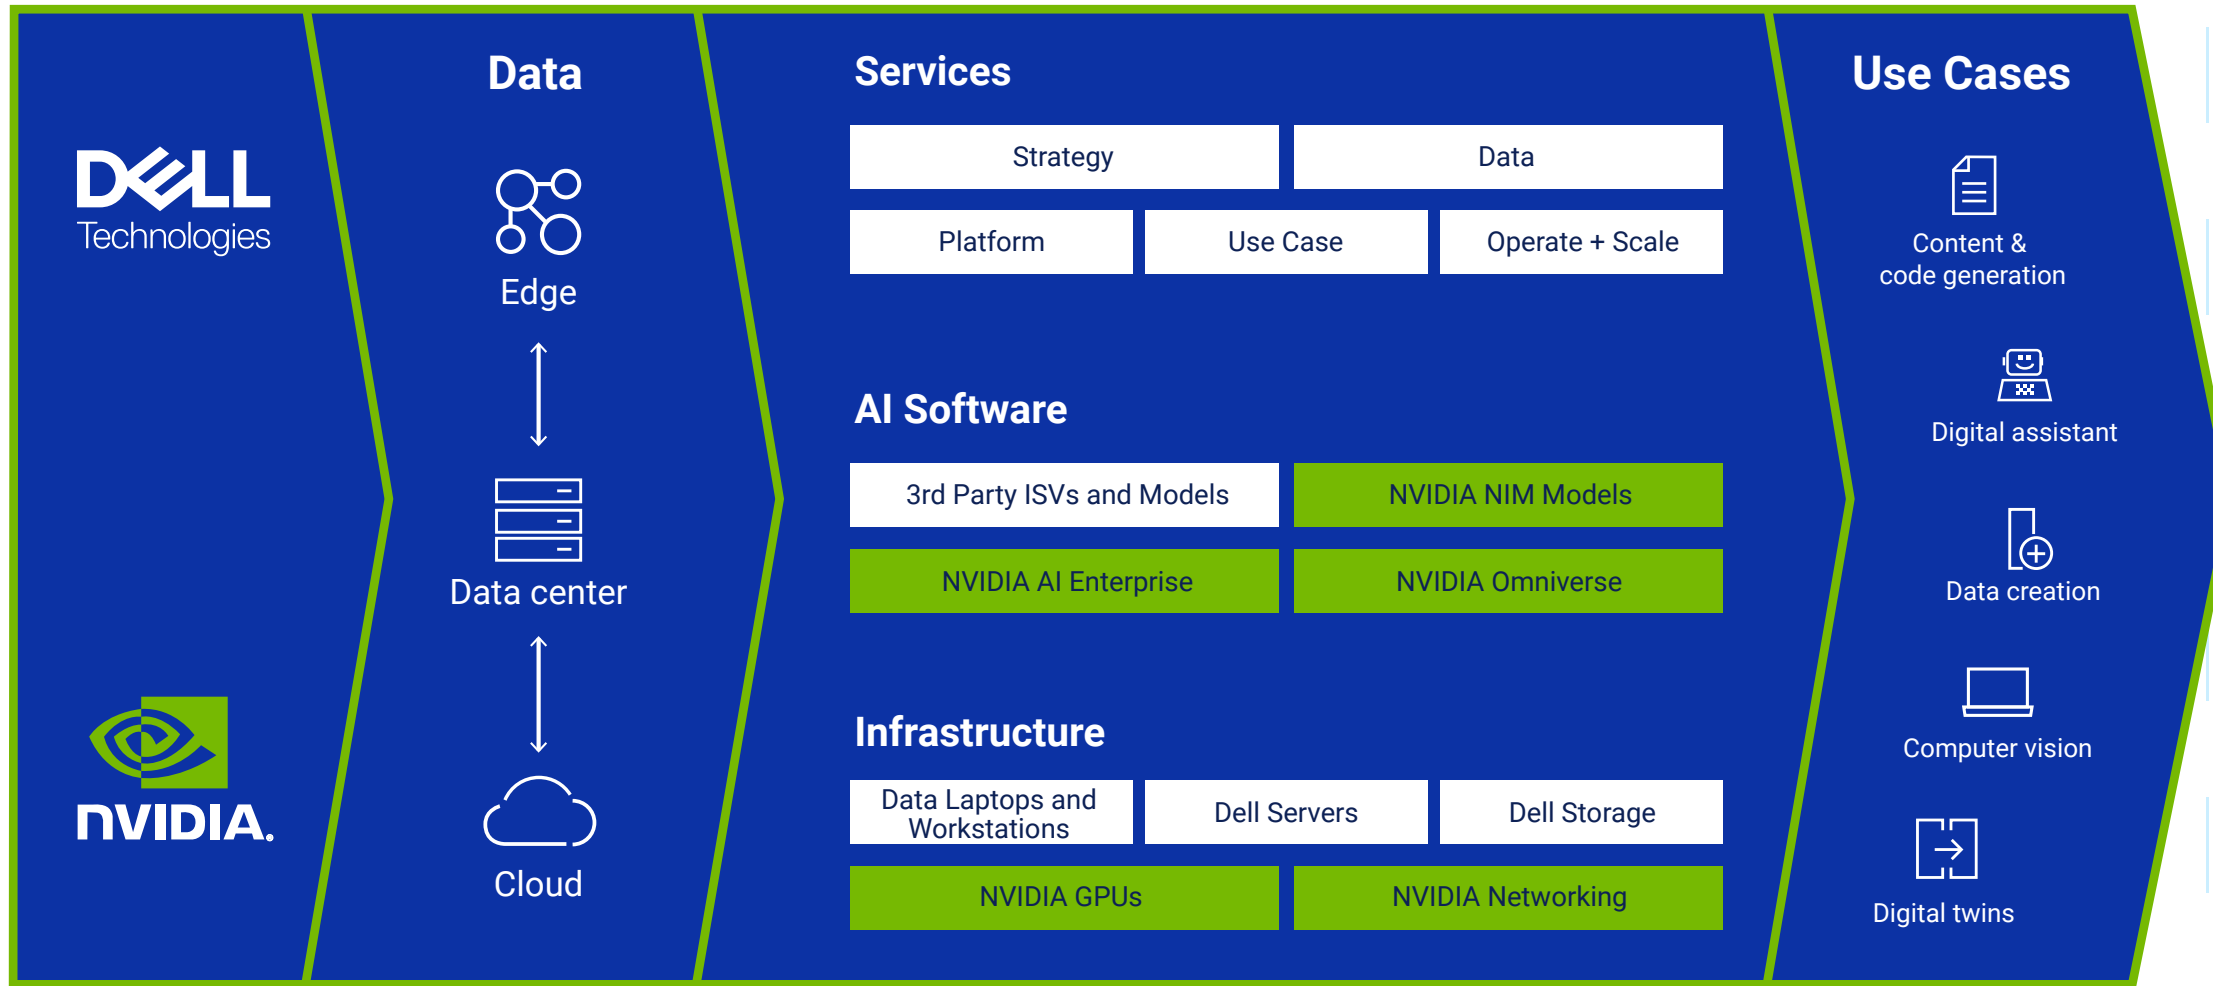 DELL
Technologies
NVIDIA.
Data
Edge
Data center
Cloud
Services
Strategy
Data
Platform
Use Case
Operate + Scale
AI Software
3rd Party ISVs and Models
NVIDIA NIM Models
NVIDIA AI Enterprise
NVIDIA Omniverse
Infrastructure
Data Laptops and
Workstations
Dell Servers
Dell Storage
NVIDIA GPUs
NVIDIA Networking
Use Cases
Content &
code generation
Digital assistant
Data creation
Computer vision
Digital twins